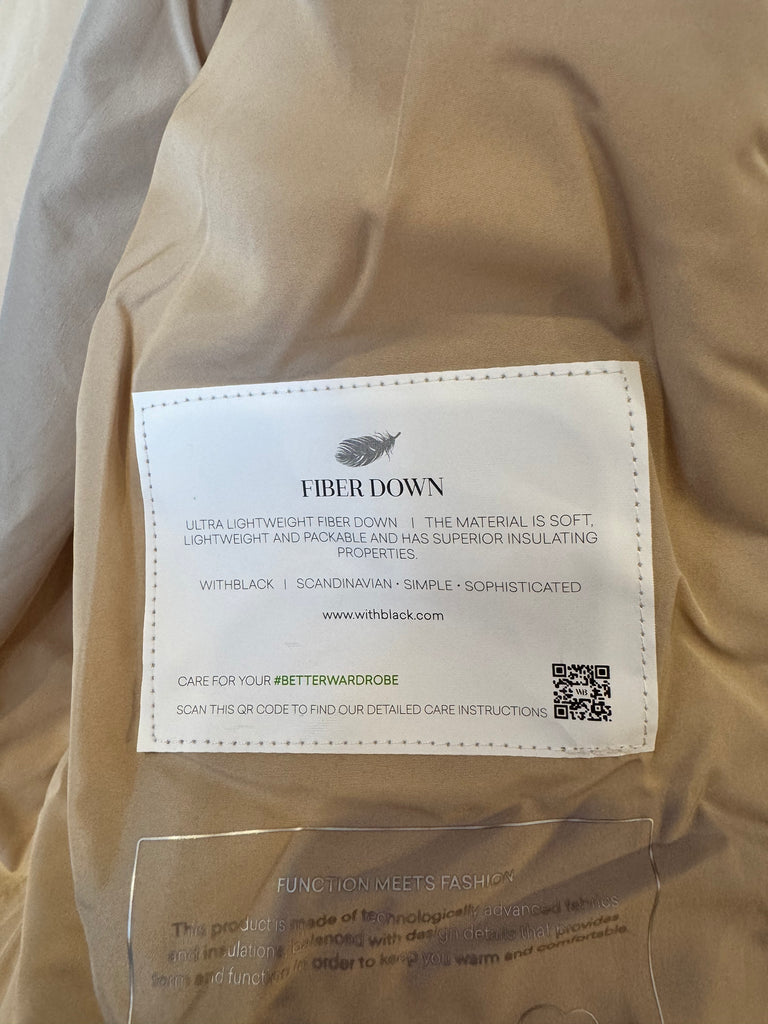 FIBER DOWN
ULTRA LIGHTWEIGHT FIBER DOWN | THE MATERIAL IS SOFT,
LIGHTWEIGHT AND PACKABLE AND HAS SUPERIOR INSULATING
PROPERTIES.
WITHBLACK | SCANDINAVIAN • SIMPLE • SOPHISTICATED
www.withblack.com
CARE FOR YOUR #BETTERWARDROBE
SCAN THIS QR CODE TO FIND OUR DETAILED CARE INSTRUCTIONS
WB
FUNCTION MEETS FASHION
This product is made of technologically advanced fabrics
and insulations, balanced with design details that provides
form and function in order to keep you warm and comfortable.